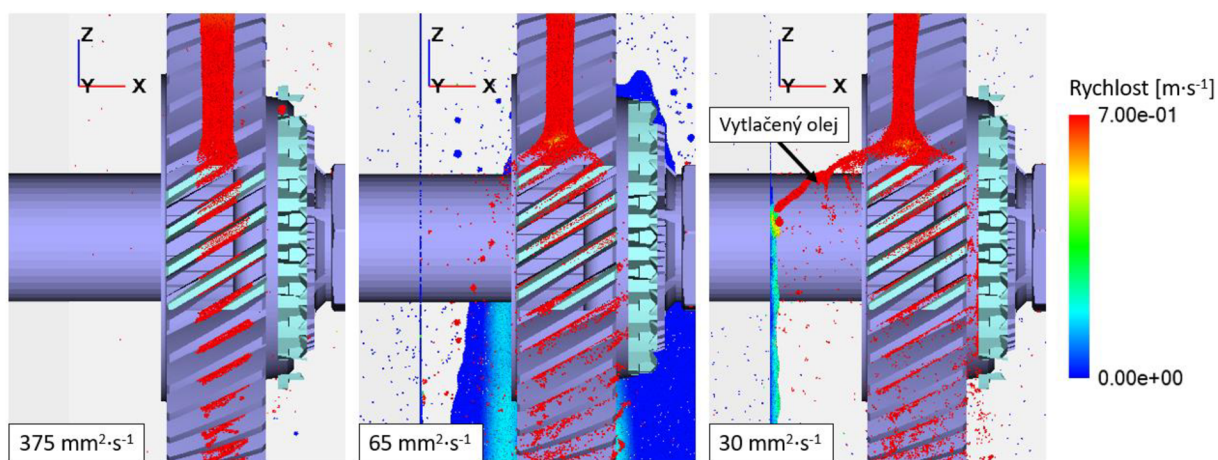 Z
Y X
Z
Y X
Z
Y X
Vytlačený olej
Rychlost [m·s⁻¹]
7.00e-01
0.00e+00
375 mm²·s⁻¹
65 mm²·s⁻¹
30 mm²·s⁻¹